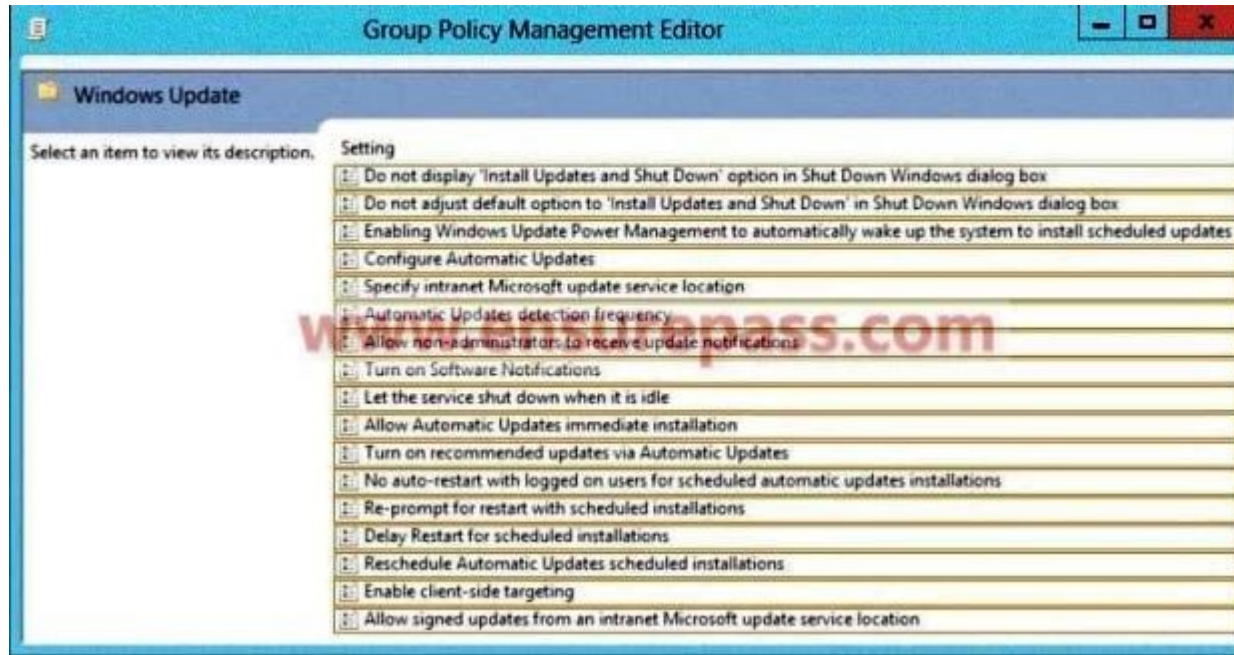 Group Policy Management Editor
Windows Update
Select an item to view its description.
Setting
Do not display 'Install Updates and Shut Down' option in Shut Down Windows dialog box
Do not adjust default option to 'Install Updates and Shut Down' in Shut Down Windows dialog box
Enabling Windows Update Power Management to automatically wake up the system to install scheduled updates
Configure Automatic Updates
Specify intranet Microsoft update service location
Automatic Updates detection frequency
www.ensurepass.com
Allow non-administrators to receive update notifications
Turn on Software Notifications
Let the service shut down when it is idle
Allow Automatic Updates immediate installation
Turn on recommended updates via Automatic Updates
No auto-restart with logged on users for scheduled automatic updates installations
Re-prompt for restart with scheduled installations
Delay Restart for scheduled installations
Reschedule Automatic Updates scheduled installations
Enable client-side targeting
Allow signed updates from an intranet Microsoft update service location